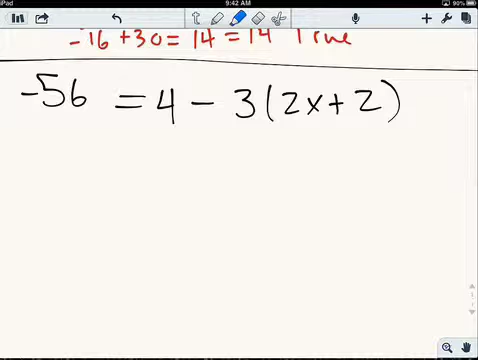 iPad 9:42 AM 90%
-16 +30 = 14 = 14 True
-56 = 4 - 3(2x+2)